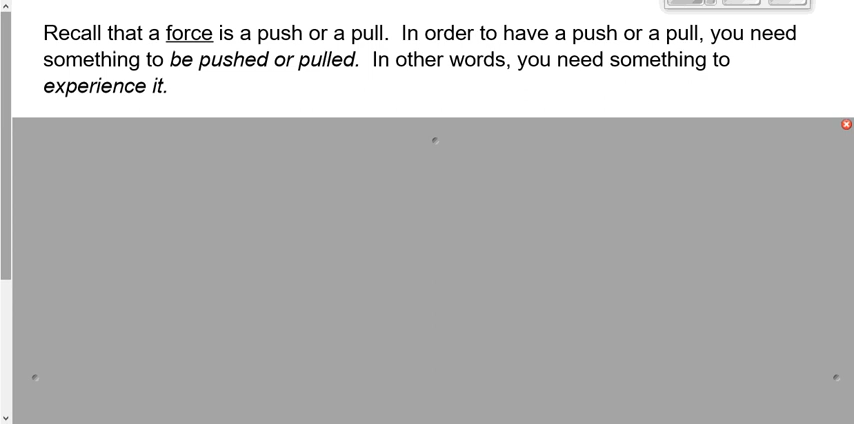 Recall that a force is a push or a pull.  In order to have a push or a pull, you need
something to be pushed or pulled.  In other words, you need something to
experience it.